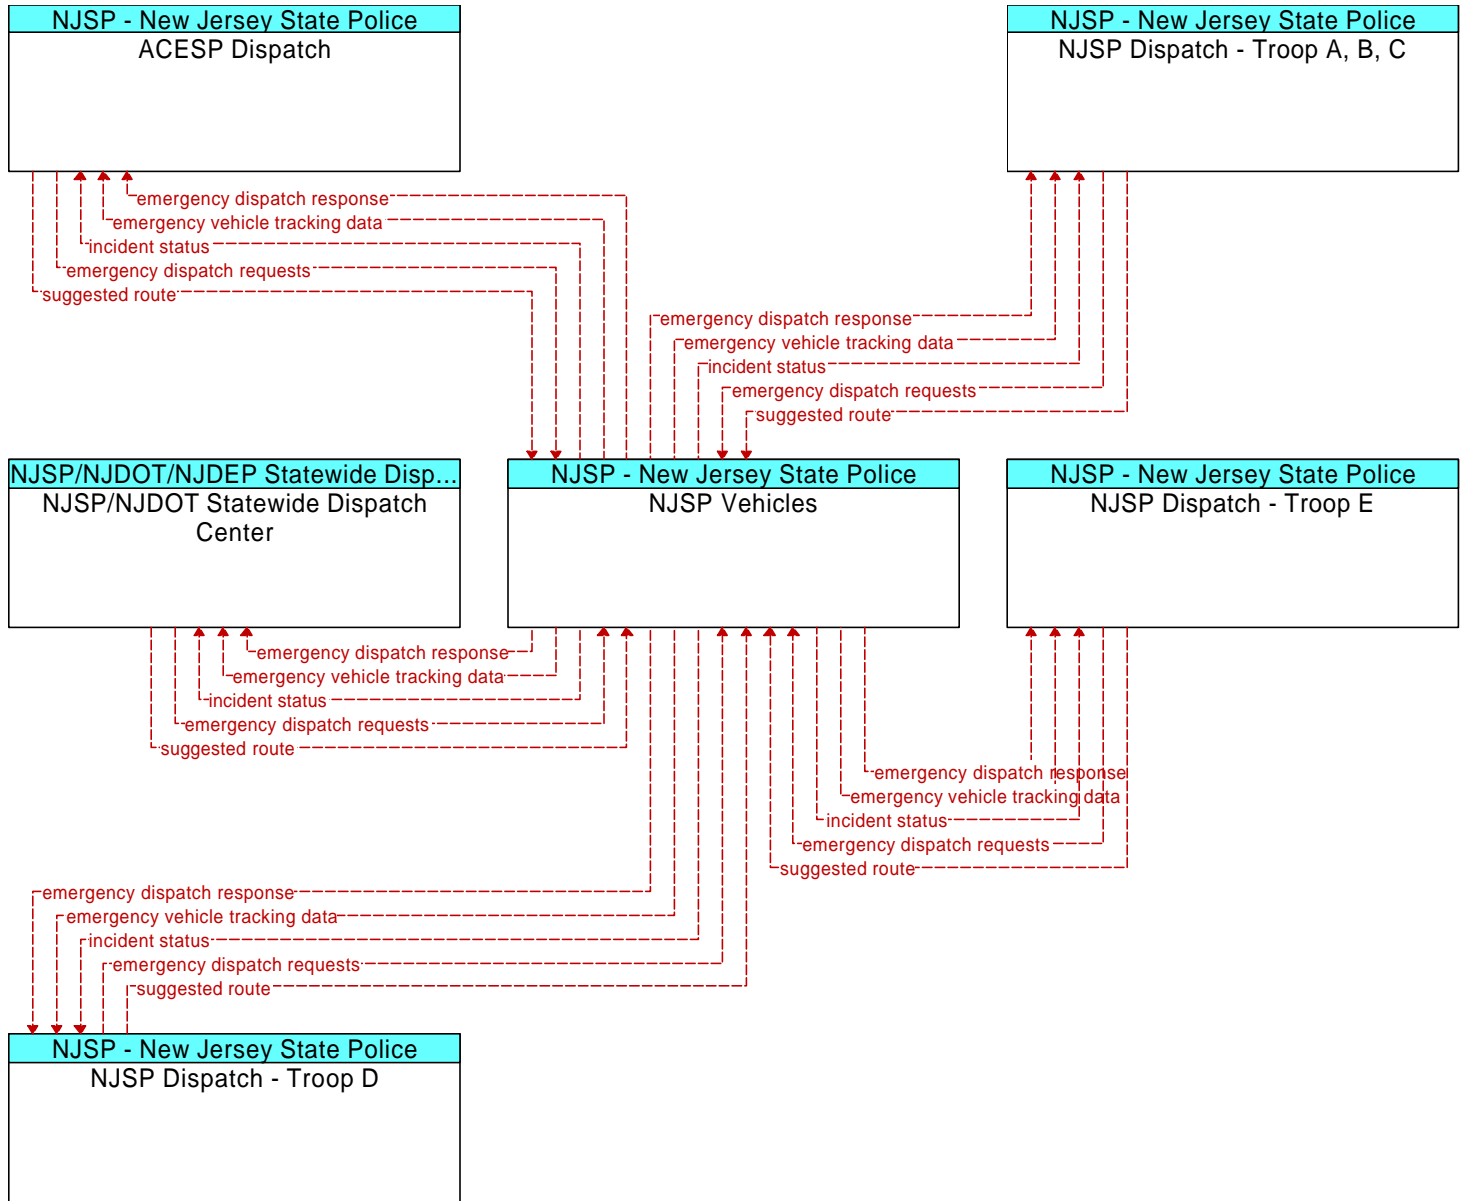 NJSP - New Jersey State Police
ACESP Dispatch
NJSP - New Jersey State Police
NJSP Dispatch - Troop A, B, C
emergency dispatch response
emergency vehicle tracking data
incident status
emergency dispatch requests
suggested route
emergency dispatch response
emergency vehicle tracking data
incident status
emergency dispatch requests
suggested route
NJSP/NJDOT/NJDEP Statewide Disp...
NJSP/NJDOT Statewide Dispatch
Center
NJSP - New Jersey State Police
NJSP Vehicles
NJSP - New Jersey State Police
NJSP Dispatch - Troop E
emergency dispatch response
emergency vehicle tracking data
incident status
emergency dispatch requests
suggested route
emergency dispatch response
emergency vehicle tracking data
incident status
emergency dispatch requests
suggested route
emergency dispatch response
emergency vehicle tracking data
incident status
emergency dispatch requests
suggested route
NJSP - New Jersey State Police
NJSP Dispatch - Troop D